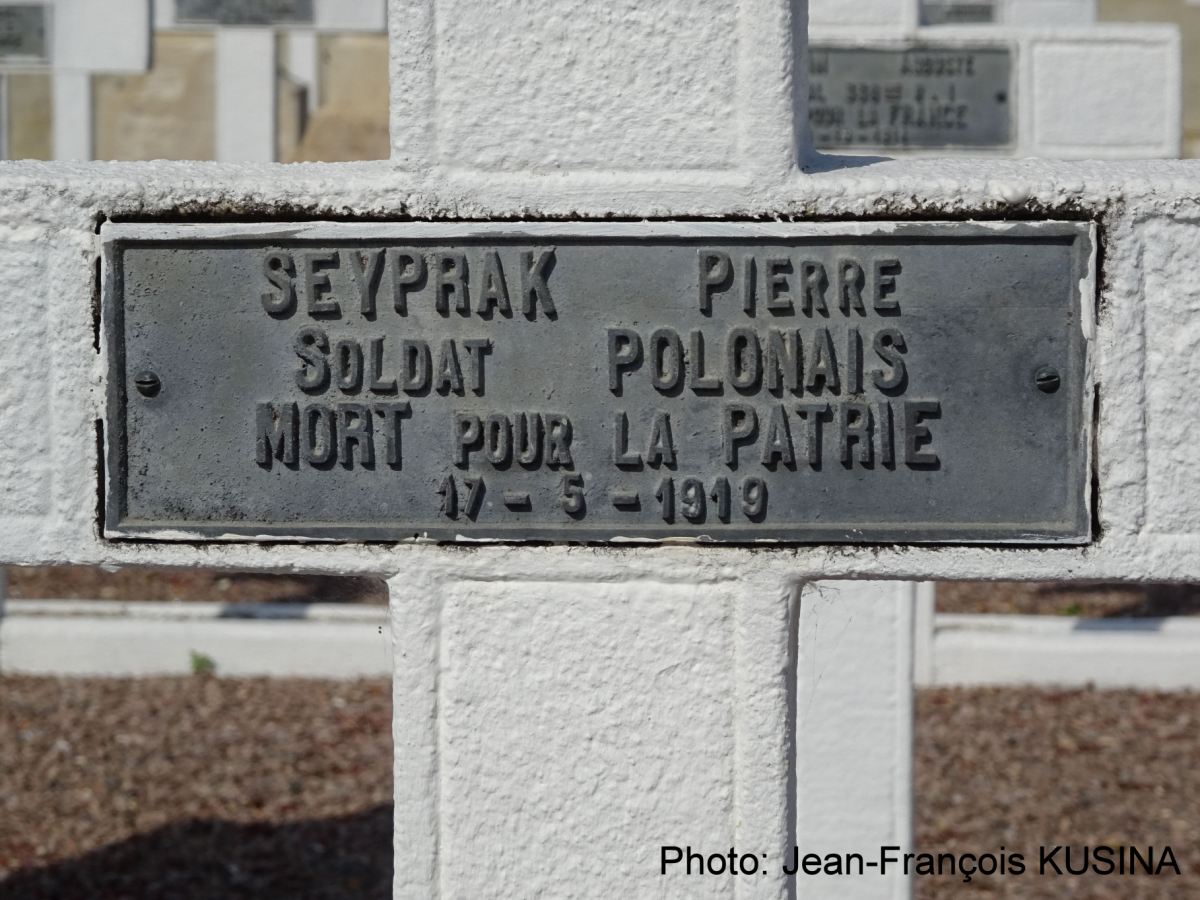 AUGUSTE
338 R.I
POUR LA FRANCE
SEYPRAK PIERRE
SOLDAT POLONAIS
MORT POUR LA PATRIE
17 - 5 - 1919
Photo: Jean-François KUSINA